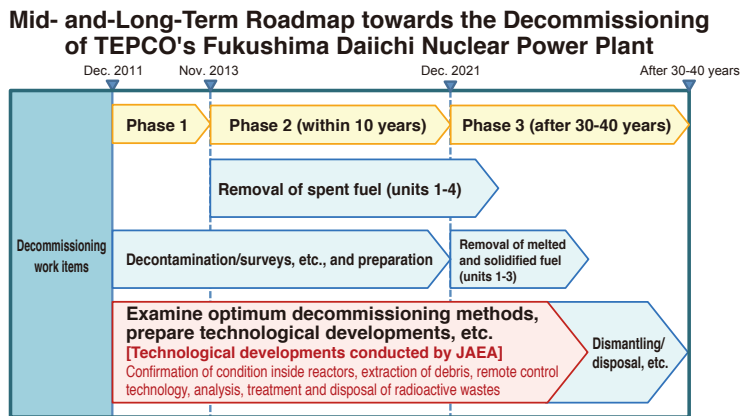 Mid- and-Long-Term Roadmap towards the Decommissioning
of TEPCO's Fukushima Daiichi Nuclear Power Plant
Dec. 2011
Nov. 2013
Dec. 2021
After 30-40 years
Phase 1
Phase 2 (within 10 years)
Phase 3 (after 30-40 years)
Removal of spent fuel (units 1-4)
Decommissioning
work items
Decontamination/surveys, etc., and preparation
Removal of melted
and solidified fuel
(units 1-3)
Examine optimum decommissioning methods,
prepare technological developments, etc.
[Technological developments conducted by JAEA]
Confirmation of condition inside reactors, extraction of debris, remote control
technology, analysis, treatment and disposal of radioactive wastes
Dismantling/
disposal, etc.